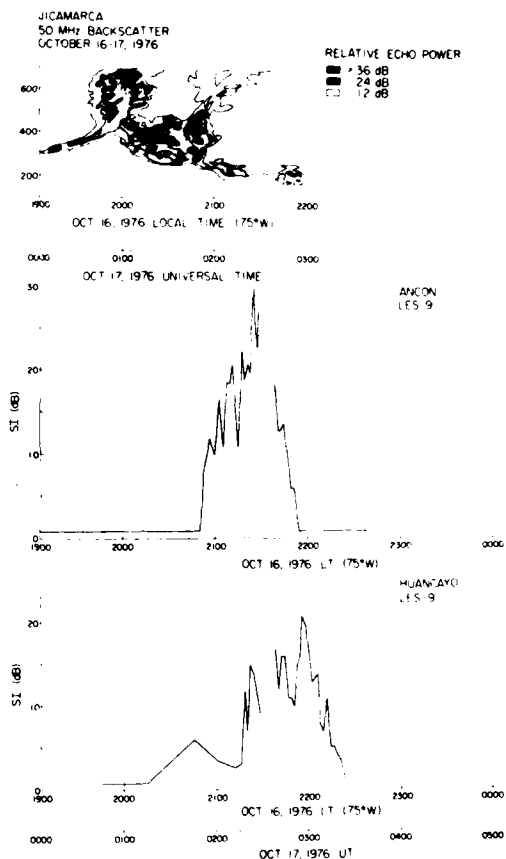 JICAMARCA
50 MHz BACKSCATTER
OCTOBER 16-17, 1976
RELATIVE ECHO POWER
> 36 dB
24 dB
12 dB
600
400
200
1900 2000 2100 2200
OCT 16, 1976 LOCAL TIME (75°W)
0000 0100 0200 0300
OCT 17, 1976 UNIVERSAL TIME
ANCON
LES-9
30
20
10
0
SI (dB)
1900 2000 2100 2200 2300 0000
OCT 16, 1976 LT (75°W)
HUANCAYO
LES-9
20
10
0
SI (dB)
1900 2000 2100 2200 2300 0000
OCT 16, 1976 LT (75°W)
0000 0100 0200 0300 0400 0500
OCT 17, 1976 UT